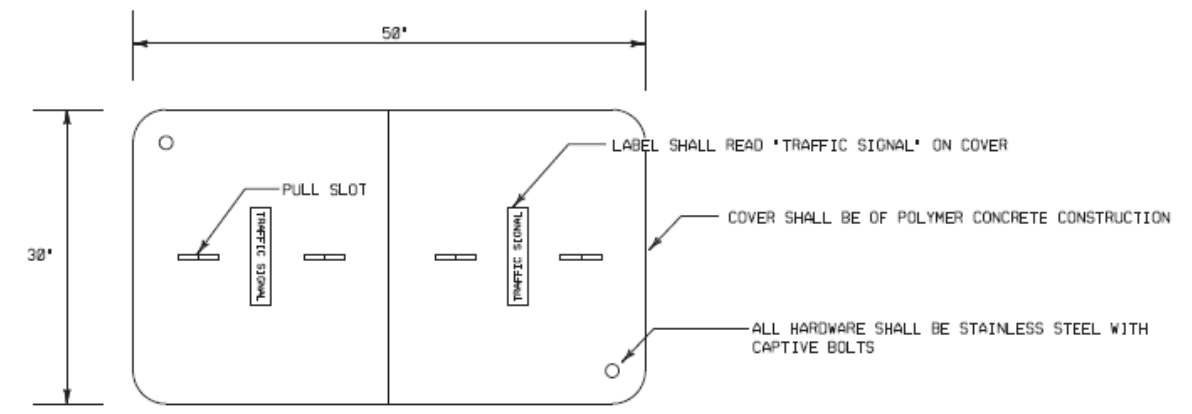 50"
LABEL SHALL READ "TRAFFIC SIGNAL" ON COVER
PULL SLOT
COVER SHALL BE OF POLYMER CONCRETE CONSTRUCTION
TRAFFIC SIGNAL
TRAFFIC SIGNAL
30"
ALL HARDWARE SHALL BE STAINLESS STEEL WITH
CAPTIVE BOLTS